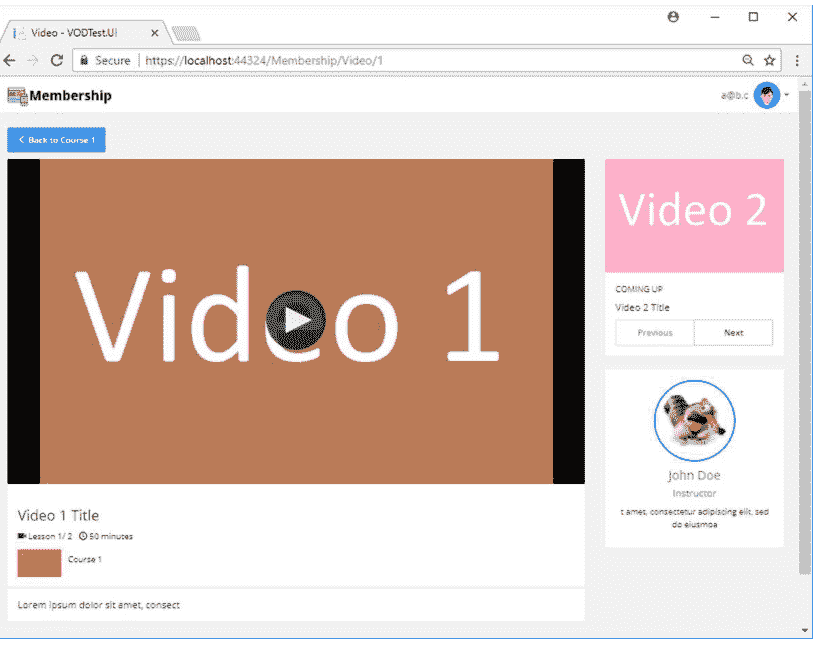 Video - VODTest.UI
Secure
https://localhost:44324/Membership/Video/1
Membership
a@b.c
Back to Course 1
Video 1
Video 2
COMING UP
Video 2 Title
Previous
Next
John Doe
Instructor
t amet, consectetur adipiscing elit, sed
do eiusmoa
Video 1 Title
Lesson 1/ 2
50 minutes
Course 1
Lorem ipsum dolor sit amet, consect